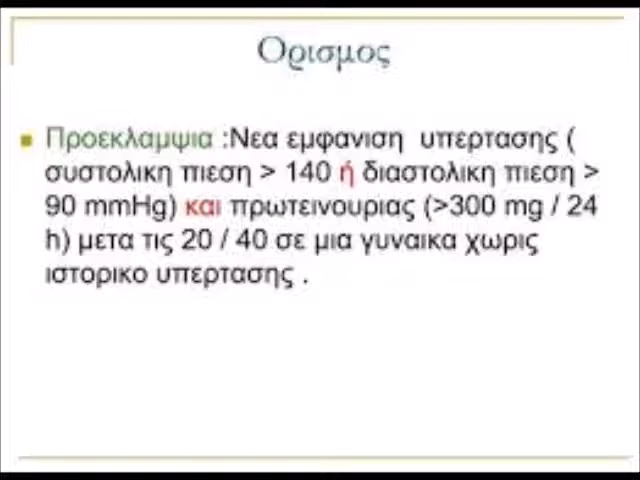 Ορισμος
Προεκλαμψια :Νεα εμφανιση υπερτασης (
συστολικη πιεση > 140 ή διαστολικη πιεση >
90 mmHg) και πρωτεινουριας (>300 mg / 24
h) μετα τις 20 / 40 σε μια γυναικα χωρις
ιστορικο υπερτασης .